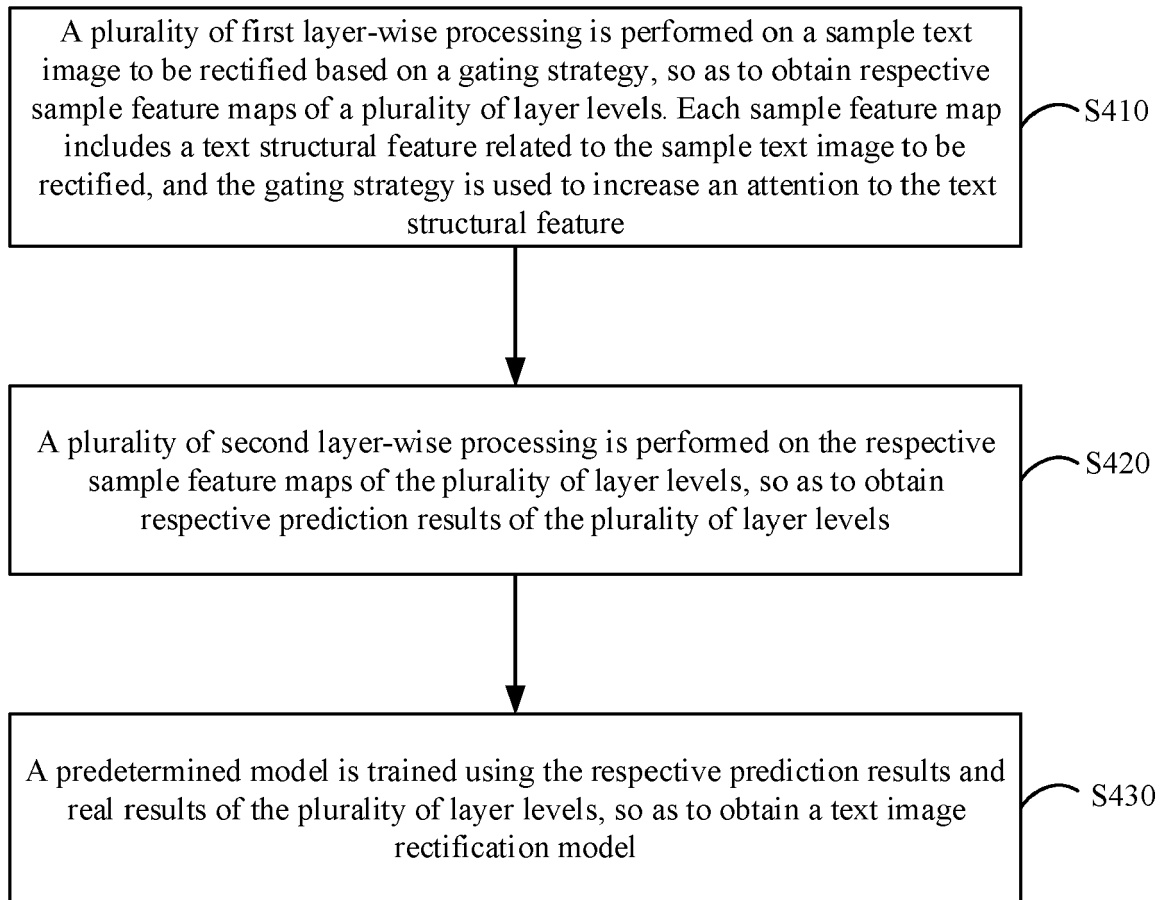 A plurality of first layer-wise processing is performed on a sample text
image to be rectified based on a gating strategy, so as to obtain respective
sample feature maps of a plurality of layer levels. Each sample feature map
includes a text structural feature related to the sample text image to be
rectified, and the gating strategy is used to increase an attention to the text
structural feature
S410
A plurality of second layer-wise processing is performed on the respective
sample feature maps of the plurality of layer levels, so as to obtain
respective prediction results of the plurality of layer levels
S420
A predetermined model is trained using the respective prediction results and
real results of the plurality of layer levels, so as to obtain a text image
rectification model
S430